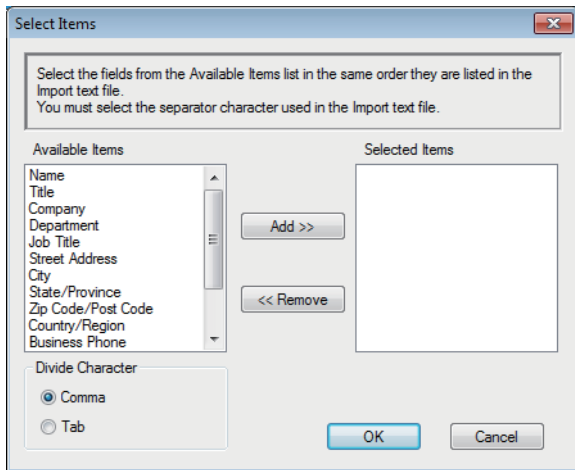 Select Items
Select the fields from the Available Items list in the same order they are listed in the
Import text file.
You must select the separator character used in the Import text file.
Available Items
Selected Items
Name
Title
Company
Department
Job Title
Street Address
City
State/Province
Zip Code/Post Code
Country/Region
Business Phone
Add >>
<< Remove
Divide Character
Comma
Tab
OK
Cancel